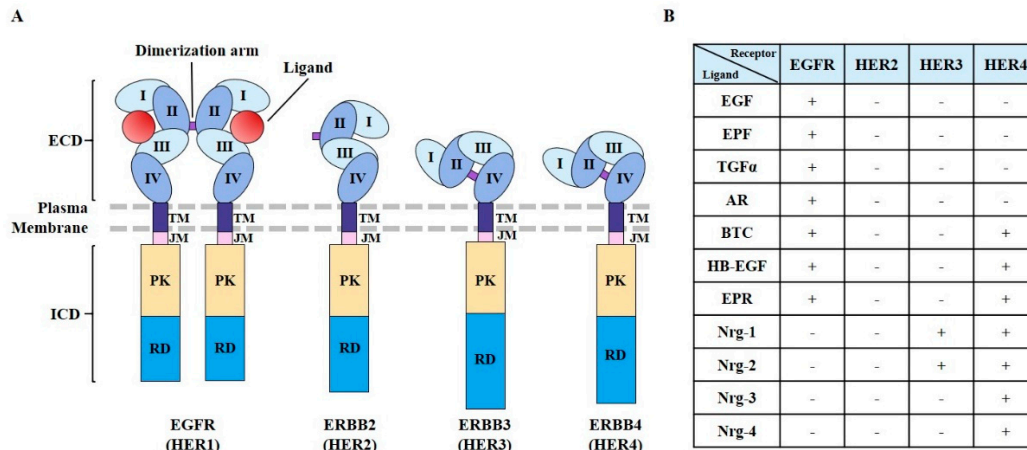 A
Dimerization arm
Ligand
I
II
II
I
III
III
IV
IV
II
I
III
IV
I
II
III
IV
I
II
III
IV
ECD
Plasma
Membrane
TM
TM
TM
TM
TM
JM
JM
JM
JM
JM
ICD
PK
PK
PK
PK
PK
RD
RD
RD
RD
RD
EGFR
(HER1)
ERBB2
(HER2)
ERBB3
(HER3)
ERBB4
(HER4)
B
Receptor
Ligand
EGFR HER2 HER3 HER4
EGF + - - -
EPF + - - -
TGFα + - - -
AR + - - -
BTC + - - +
HB-EGF + - - +
EPR + - - +
Nrg-1 - - + +
Nrg-2 - - + +
Nrg-3 - - - +
Nrg-4 - - - +